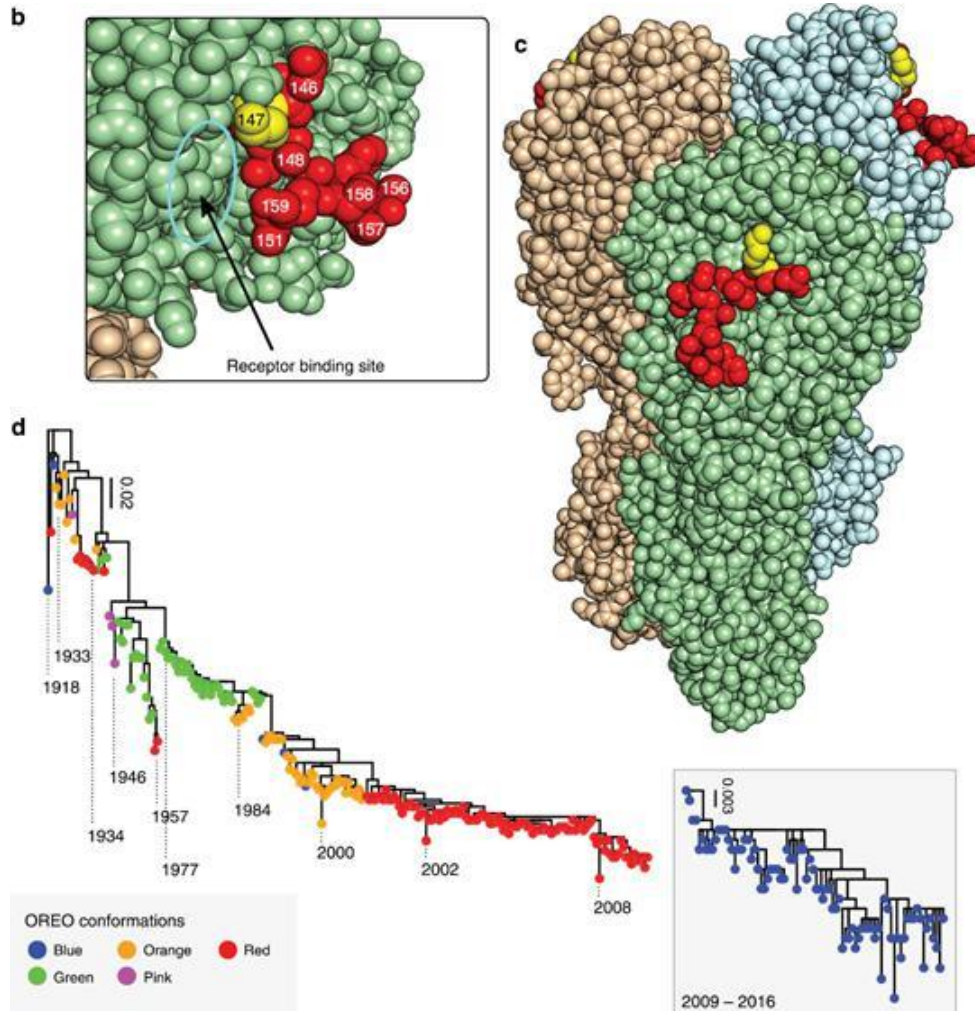 b
146
147
148
159
158
156
151
157
Receptor binding site
c
d
0.02
1933
1918
1946
1957
1984
1934
1977
2000
2002
2008
OREO conformations
Blue
Orange
Red
Green
Pink
0.003
2009 – 2016